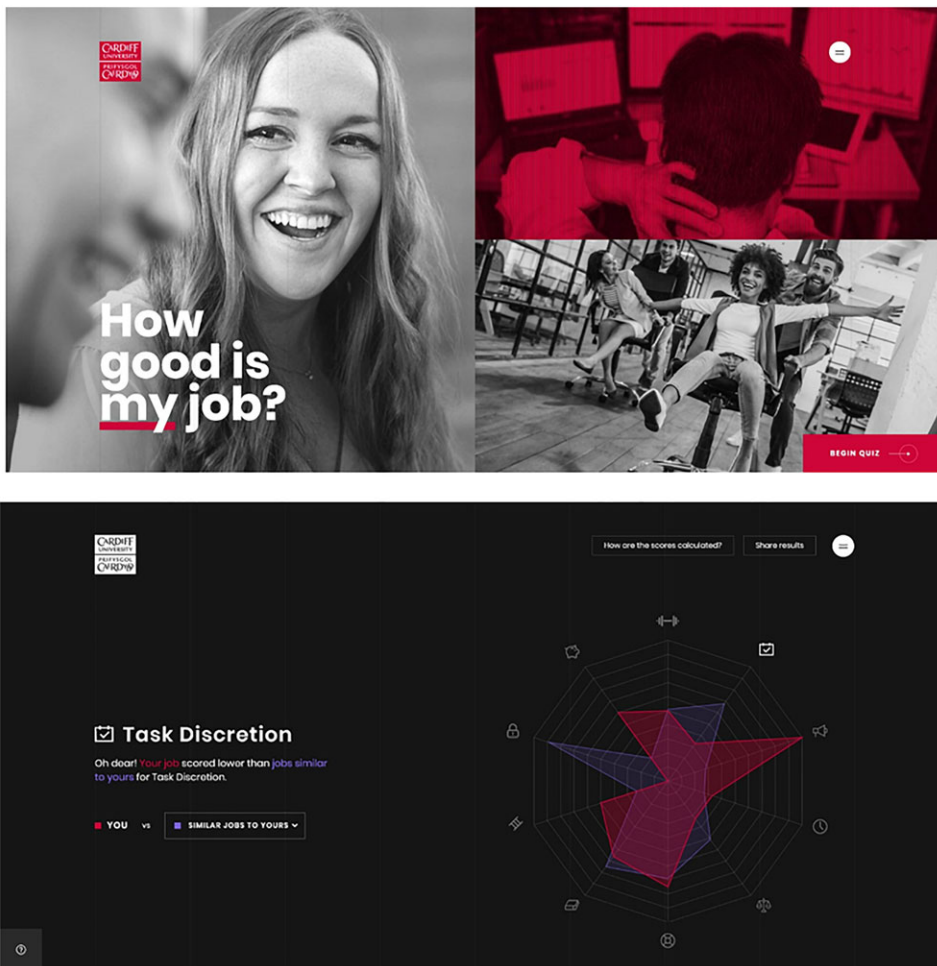 CARDIFF
UNIVERSITY
PRIFYSGOL
CAERDYDD
How
good is
my job?
BEGIN QUIZ
CARDIFF
UNIVERSITY
PRIFYSGOL
CAERDYDD
How are the scores calculated?
Share results
Task Discretion
Oh dear! Your job scored lower than jobs similar
to yours for Task Discretion.
YOU vs SIMILAR JOBS TO YOURS